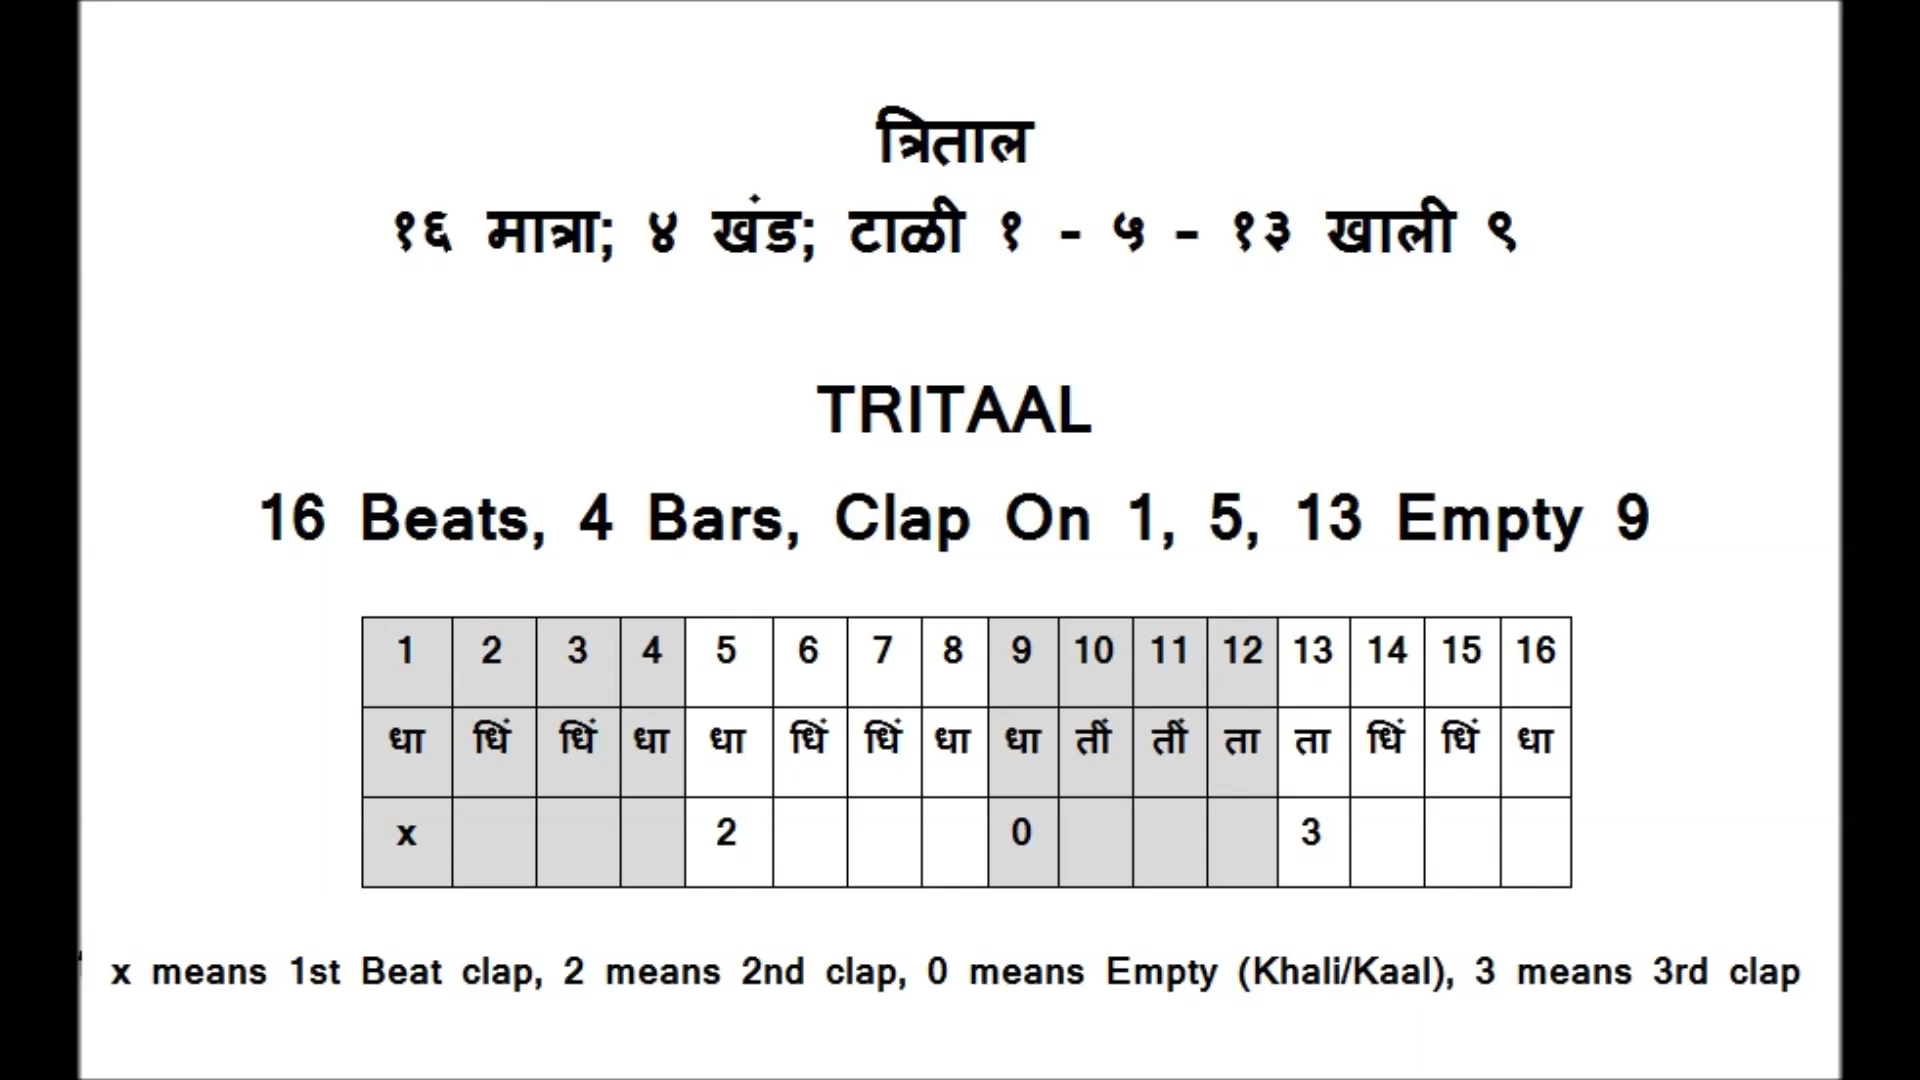 त्रिताल
१६ मात्रा; ४ खंड; टाळी १ - ५ - १३ खाली ९
TRITAAL
16 Beats, 4 Bars, Clap On 1, 5, 13 Empty 9
1 2 3 4 5 6 7 8 9 10 11 12 13 14 15 16
धा धिं धिं धा धा धिं धिं धा धा तीं तीं ता ता धिं धिं धा
x 2 0 3
x means 1st Beat clap, 2 means 2nd clap, 0 means Empty (Khali/Kaal), 3 means 3rd clap